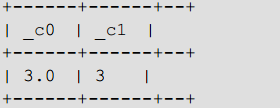 +------+------+--+
| _c0 | _c1 |
+------+------+--+
| 3.0 | 3 |
+------+------+--+